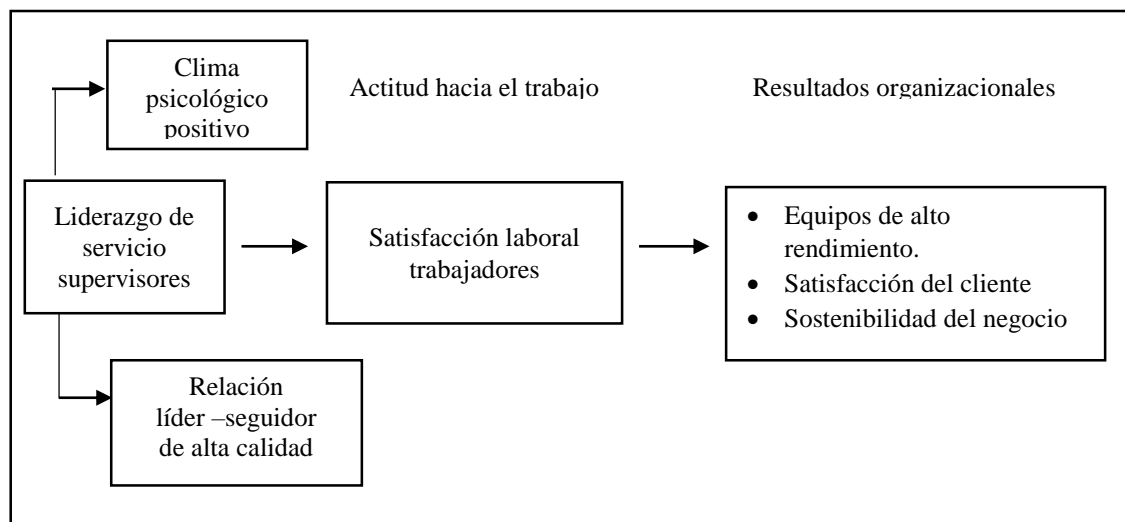 Clima
psicológico
positivo
Actitud hacia el trabajo
Resultados organizacionales
Liderazgo de
servicio
supervisores
Satisfacción laboral
trabajadores
• Equipos de alto
rendimiento.
• Satisfacción del cliente
• Sostenibilidad del negocio
Relación
líder –seguidor
de alta calidad